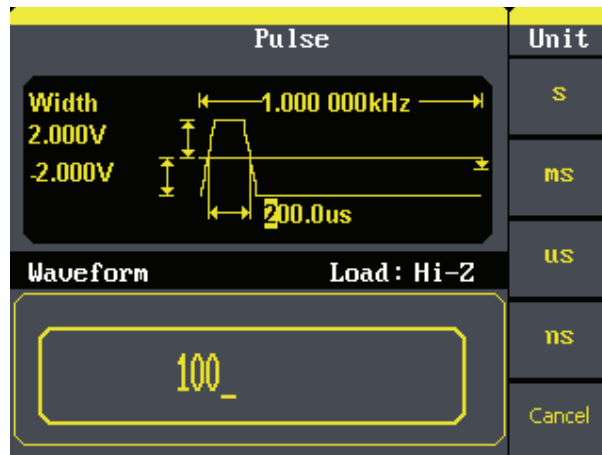 Pulse
Unit
Width
1.000 000kHz
s
2.000V
-2.000V
ms
200.0us
us
Waveform
Load: Hi-Z
ns
100_
Cancel